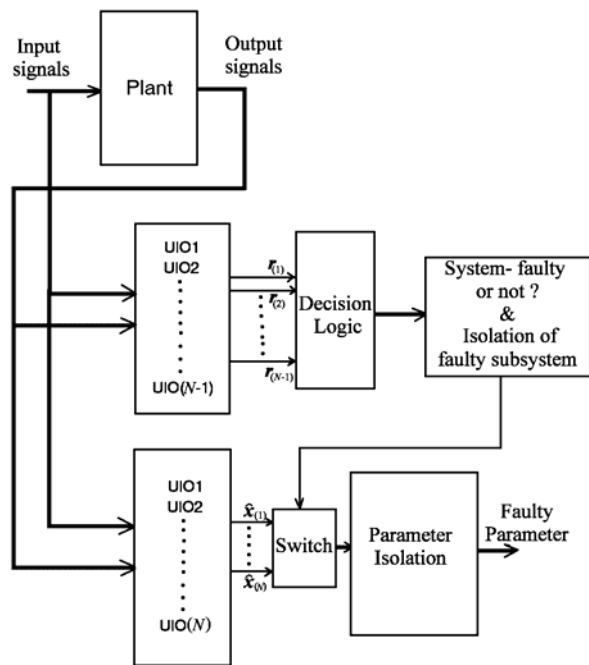 Input
signals
Plant
Output
signals
UIO1
UIO2
UIO(N-1)
r(1)
r(2)
r(N-1)
Decision
Logic
System- faulty
or not ?
&
Isolation of
faulty subsystem
UIO1
UIO2
UIO(N)
x̂(1)
x̂(N)
Switch
Parameter
Isolation
Faulty
Parameter